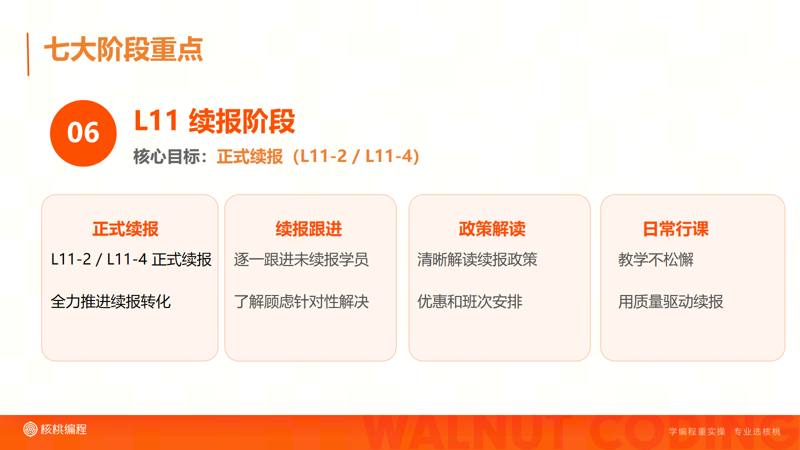 七大阶段重点
06
L11 续报阶段
核心目标：正式续报（L11-2 / L11-4）
正式续报
L11-2 / L11-4 正式续报
全力推进续报转化
续报跟进
逐一跟进未续报学员
了解顾虑针对性解决
政策解读
清晰解读续报政策
优惠和班次安排
日常行课
教学不松懈
用质量驱动续报
核桃编程
WALNUT CODING
学编程重实操 专业选核桃